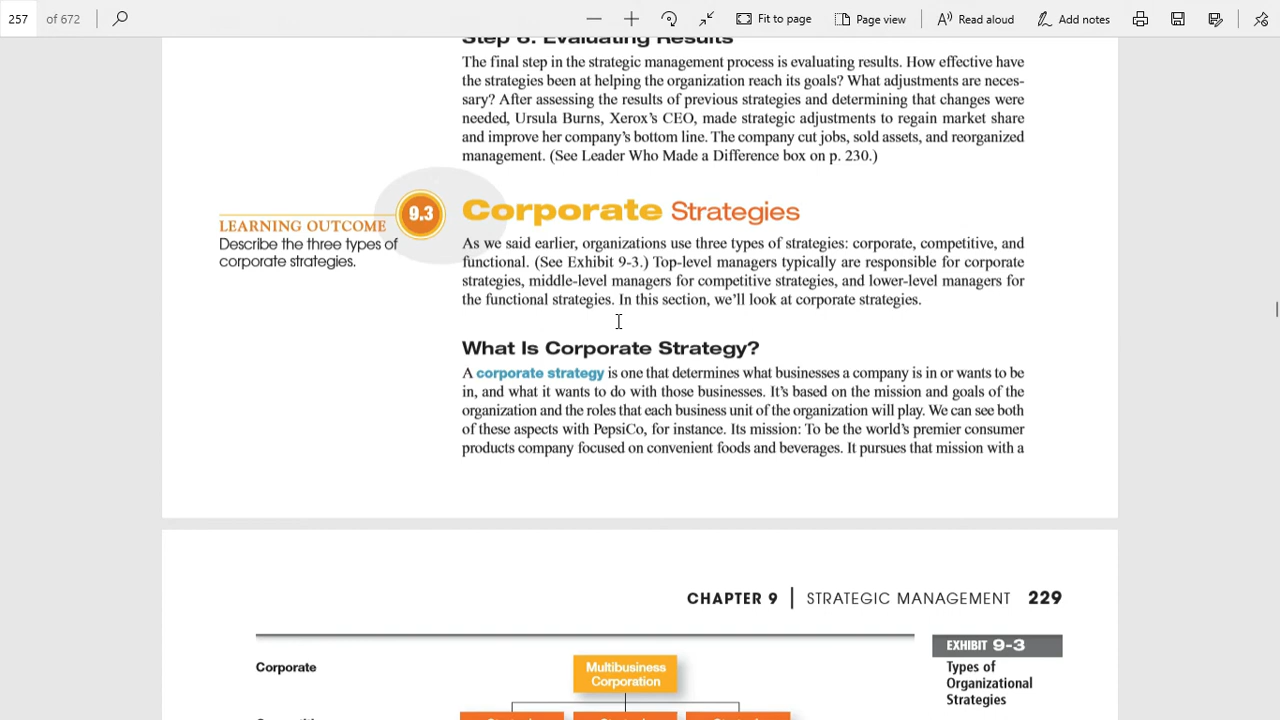 257 of 672
Fit to page
Page view
Read aloud
Add notes
Step 6: Evaluating Results
The final step in the strategic management process is evaluating results. How effective have
the strategies been at helping the organization reach its goals? What adjustments are neces-
sary? After assessing the results of previous strategies and determining that changes were
needed, Ursula Burns, Xerox's CEO, made strategic adjustments to regain market share
and improve her company's bottom line. The company cut jobs, sold assets, and reorganized
management. (See Leader Who Made a Difference box on p. 230.)
LEARNING OUTCOME 9.3
Describe the three types of
corporate strategies.
Corporate Strategies
As we said earlier, organizations use three types of strategies: corporate, competitive, and
functional. (See Exhibit 9-3.) Top-level managers typically are responsible for corporate
strategies, middle-level managers for competitive strategies, and lower-level managers for
the functional strategies. In this section, we'll look at corporate strategies.
What Is Corporate Strategy?
A corporate strategy is one that determines what businesses a company is in or wants to be
in, and what it wants to do with those businesses. It's based on the mission and goals of the
organization and the roles that each business unit of the organization will play. We can see both
of these aspects with PepsiCo, for instance. Its mission: To be the world's premier consumer
products company focused on convenient foods and beverages. It pursues that mission with a
CHAPTER 9 | STRATEGIC MANAGEMENT 229
EXHIBIT 9-3
Types of
Organizational
Strategies
Corporate
Multibusiness
Corporation